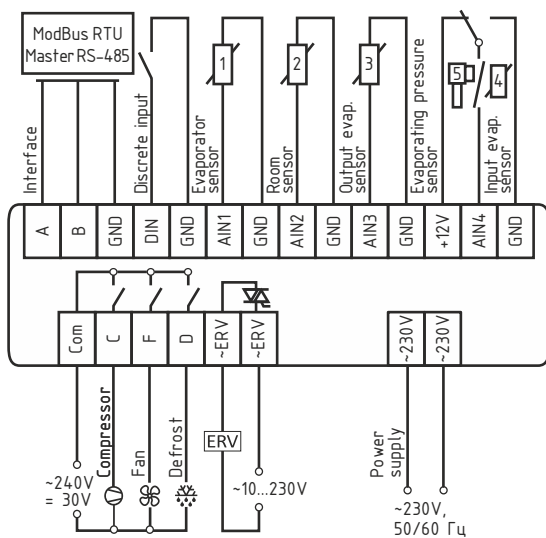 ModBus RTU
Master RS-485
1
2
3
5
4
Interface
Discrete input
Evaporator
sensor
Room
sensor
Output evap.
sensor
Evaporating pressure
sensor
Input evap.
sensor
A
B
GND
DIN
GND
AIN1
GND
AIN2
GND
AIN3
GND
+12V
AIN4
GND
Com
C
F
D
~ERV
~ERV
~230V
~230V
Compressor
Fan
Defrost
ERV
Power
supply
~240V
= 30V
~10...230V
~230V,
50/60 Гц